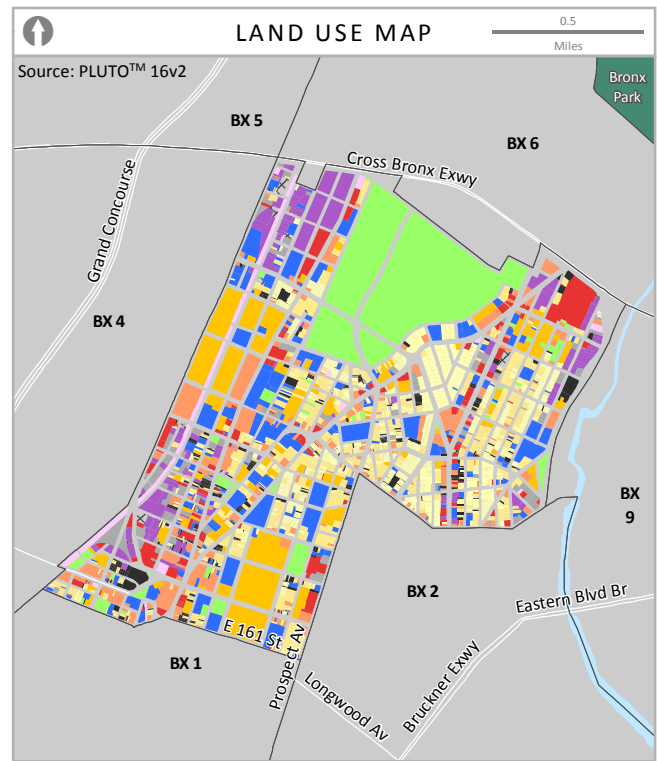 LAND USE MAP
0.5
Miles
Source: PLUTO™ 16v2
Bronx
Park
BX 5
BX 6
Cross Bronx Exwy
Grand Concourse
BX 4
BX
9
BX 2
Eastern Blvd Br
E 161 St
BX 1
Prospect Av
Longwood Av
Bruckner Exwy